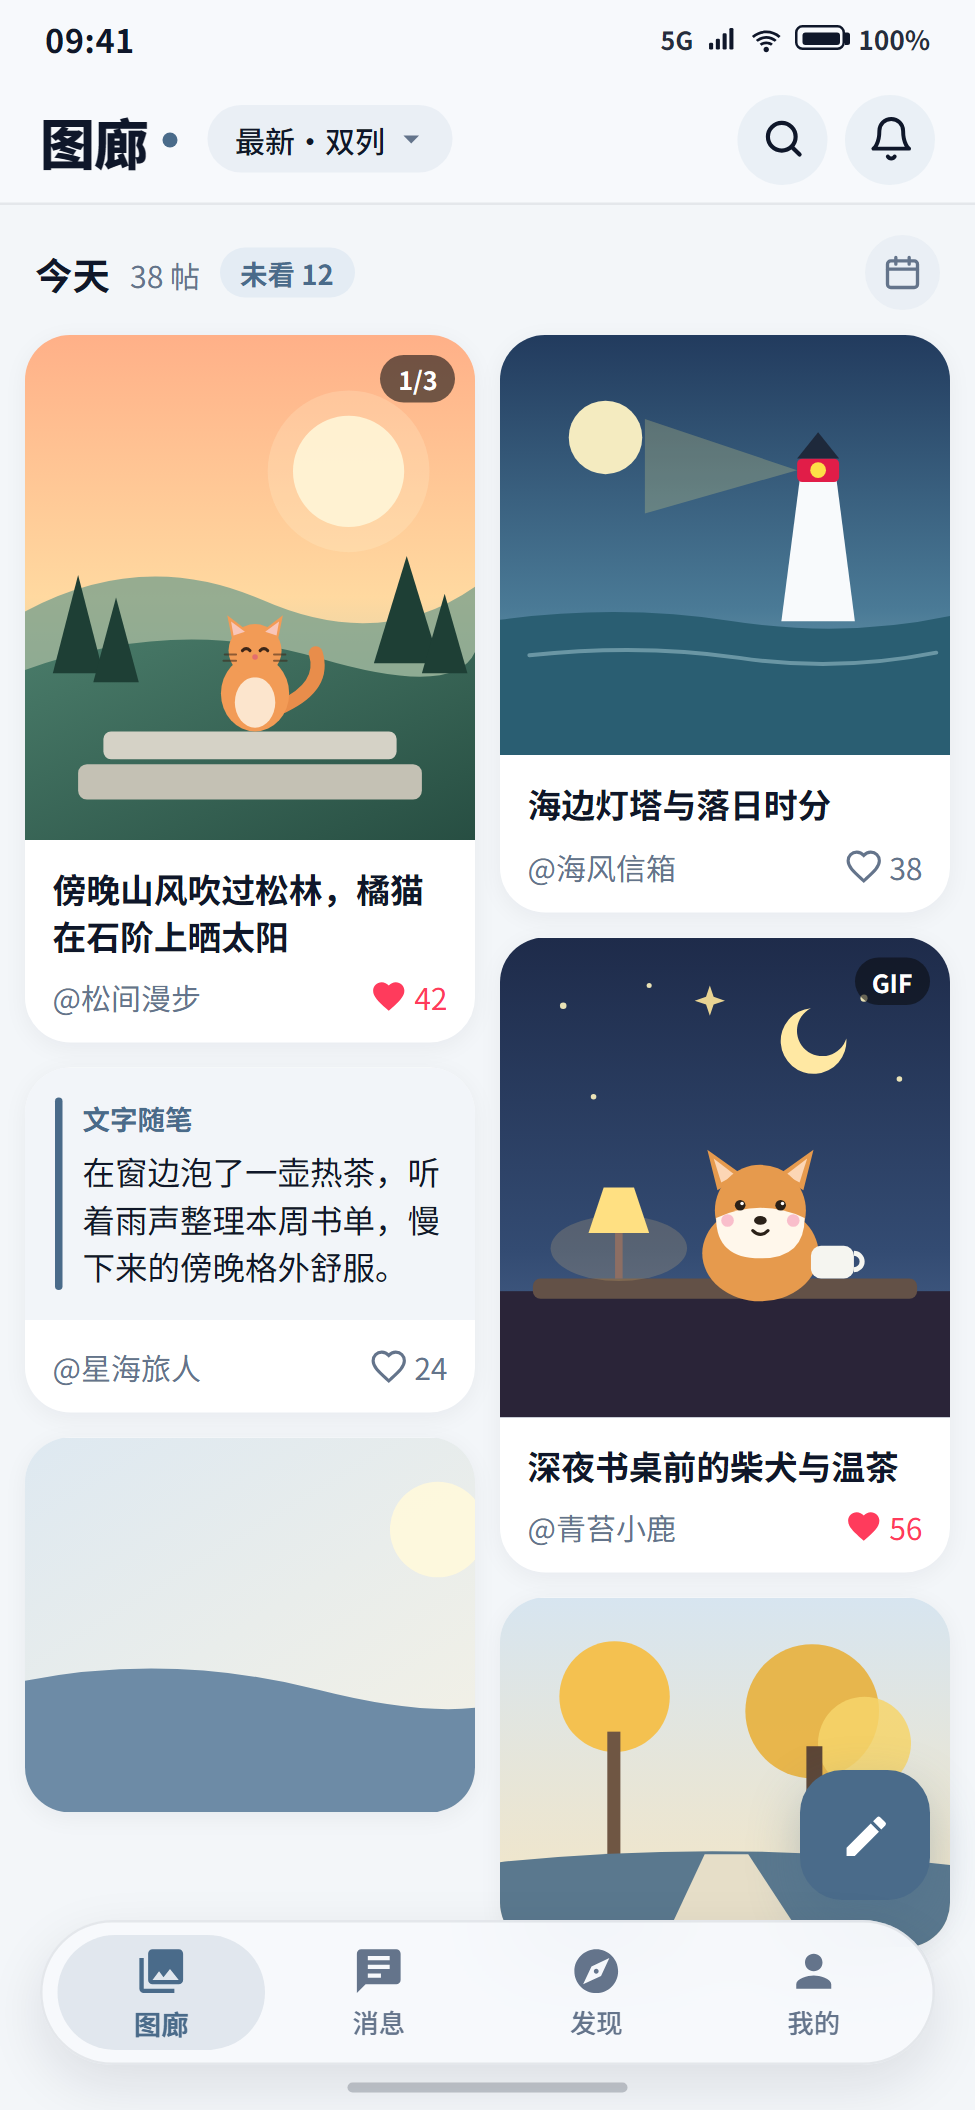 09:41
5G 100%
图廊
最新·双列
今天 38 帖 未看 12
1/3
傍晚山风吹过松林，橘猫
在石阶上晒太阳
@松间漫步 42
文字随笔
在窗边泡了一壶热茶，听
着雨声整理本周书单，慢
下来的傍晚格外舒服。
@星海旅人 24
海边灯塔与落日时分
@海风信箱 38
GIF
深夜书桌前的柴犬与温茶
@青苔小鹿 56
图廊 消息 发现 我的